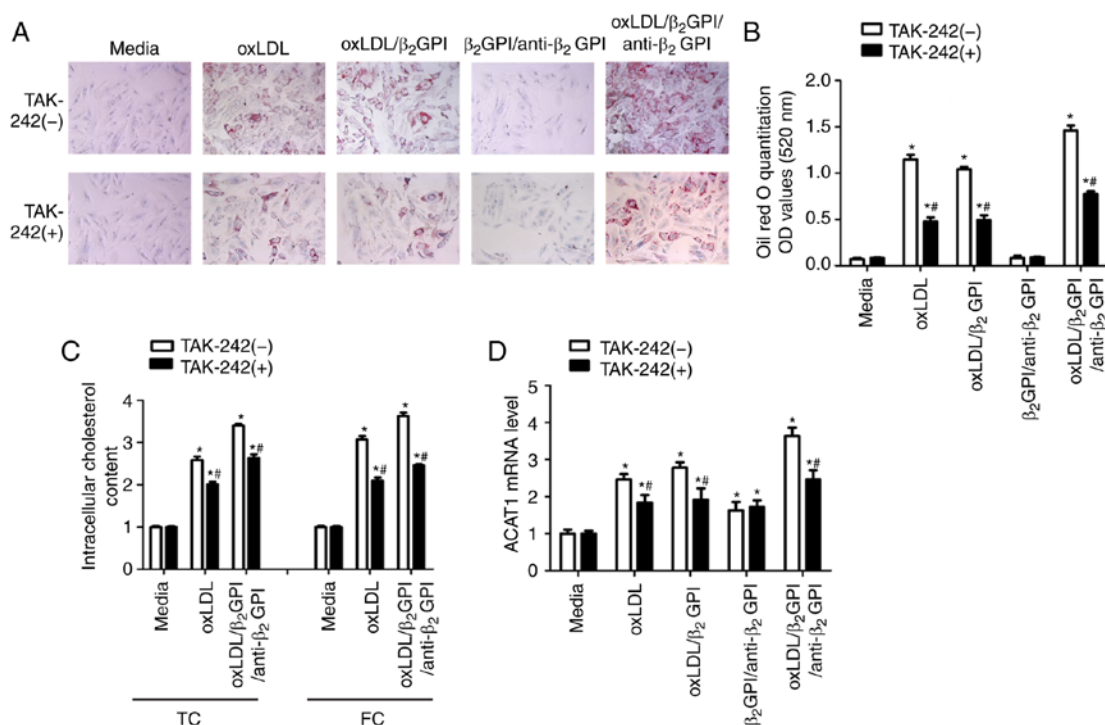 A
Media
oxLDL
oxLDL/β₂GPI
β₂GPI/anti-β₂ GPI
oxLDL/β₂GPI/
anti-β₂ GPI
TAK-
242(−)
TAK-
242(+)
B
TAK-242(−)
TAK-242(+)
Oil red O quantitation
OD values (520 nm)
2.0
1.5
1.0
0.5
0.0
*
*#
*
*#
*
*#
Media
oxLDL
oxLDL/β₂ GPI
β₂GPI/anti-β₂ GPI
oxLDL/β₂GPI
/anti-β₂ GPI
C
TAK-242(−)
TAK-242(+)
Intracellular cholesterol
content
4
3
2
1
0
*
*#
*
*#
*
*#
*
*#
Media
oxLDL
oxLDL/β₂GPI
/anti-β₂ GPI
Media
oxLDL
oxLDL/β₂GPI
/anti-β₂ GPI
TC
FC
D
TAK-242(−)
TAK-242(+)
ACAT1 mRNA level
5
4
3
2
1
0
*
*#
*
*#
*
*
*
*#
Media
oxLDL
oxLDL/β₂ GPI
β₂GPI/anti-β₂ GPI
oxLDL/β₂GPI
/anti-β₂ GPI